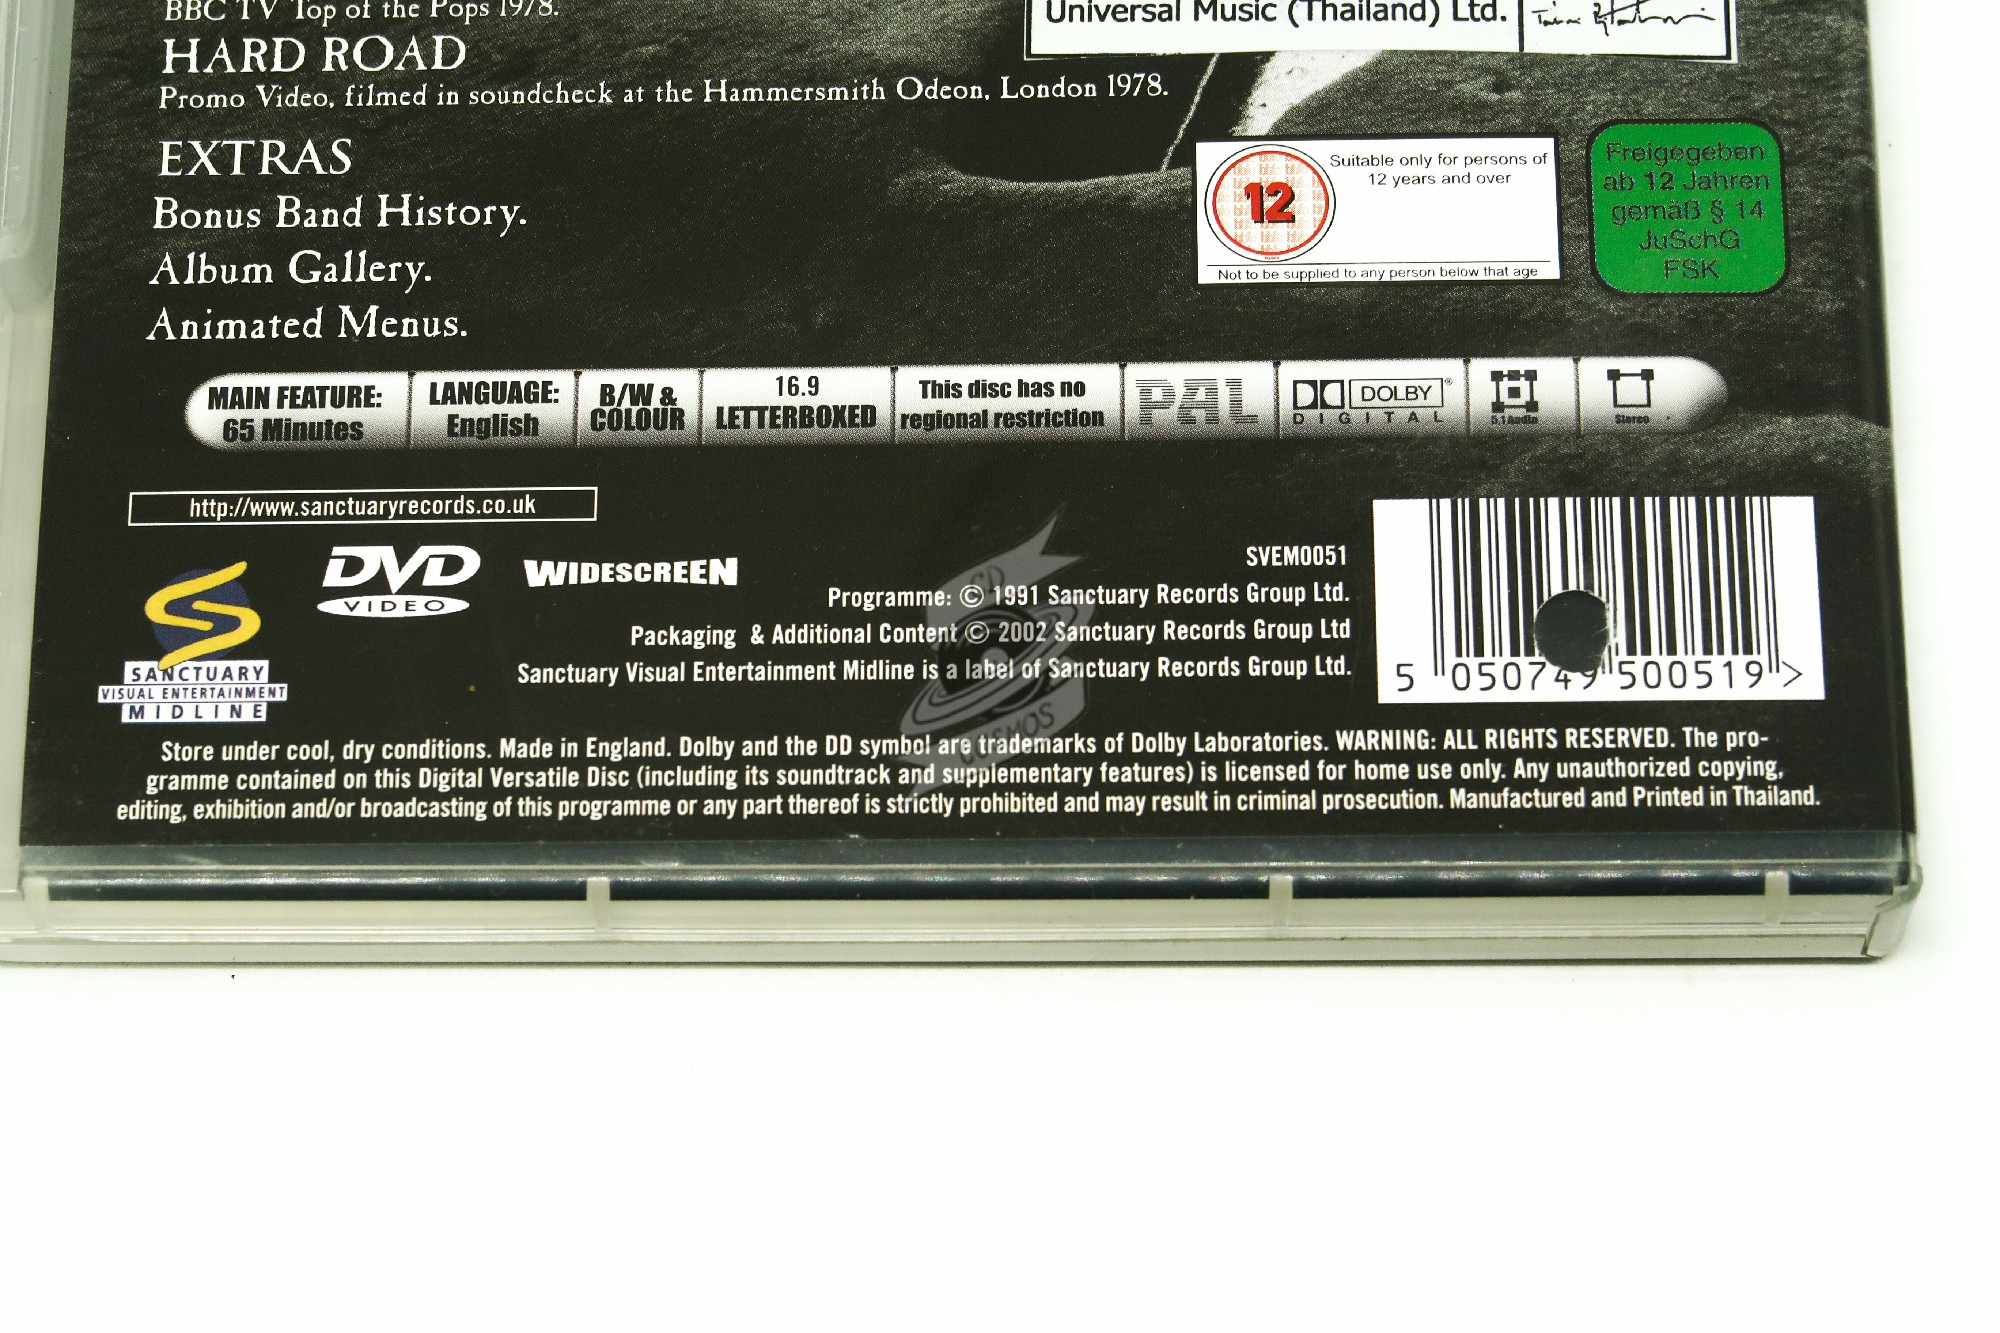 BBC TV Top of the Pops 1978.
HARD ROAD
Promo Video, filmed in soundcheck at the Hammersmith Odeon, London 1978.
Universal Music (Thailand) Ltd.
EXTRAS
Bonus Band History.
Album Gallery.
Animated Menus.
12
Suitable only for persons of
12 years and over
Not to be supplied to any person below that age
Freigegeben
ab 12 Jahren
gemäß § 14
JuSchG
FSK
MAIN FEATURE:
65 Minutes
LANGUAGE:
English
B/W &
COLOUR
16.9
LETTERBOXED
This disc has no
regional restriction
PAL
DOLBY
DIGITAL
5.1 Audio
Stereo
http://www.sanctuaryrecords.co.uk
SANCTUARY
VISUAL ENTERTAINMENT
MIDLINE
DVD
VIDEO
WIDESCREEN
SVEM0051
Programme: © 1991 Sanctuary Records Group Ltd.
Packaging & Additional Content © 2002 Sanctuary Records Group Ltd
Sanctuary Visual Entertainment Midline is a label of Sanctuary Records Group Ltd.
5 050749 500519 >
CD
COSMOS
Store under cool, dry conditions. Made in England. Dolby and the DD symbol are trademarks of Dolby Laboratories. WARNING: ALL RIGHTS RESERVED. The pro-
gramme contained on this Digital Versatile Disc (including its soundtrack and supplementary features) is licensed for home use only. Any unauthorized copying,
editing, exhibition and/or broadcasting of this programme or any part thereof is strictly prohibited and may result in criminal prosecution. Manufactured and Printed in Thailand.